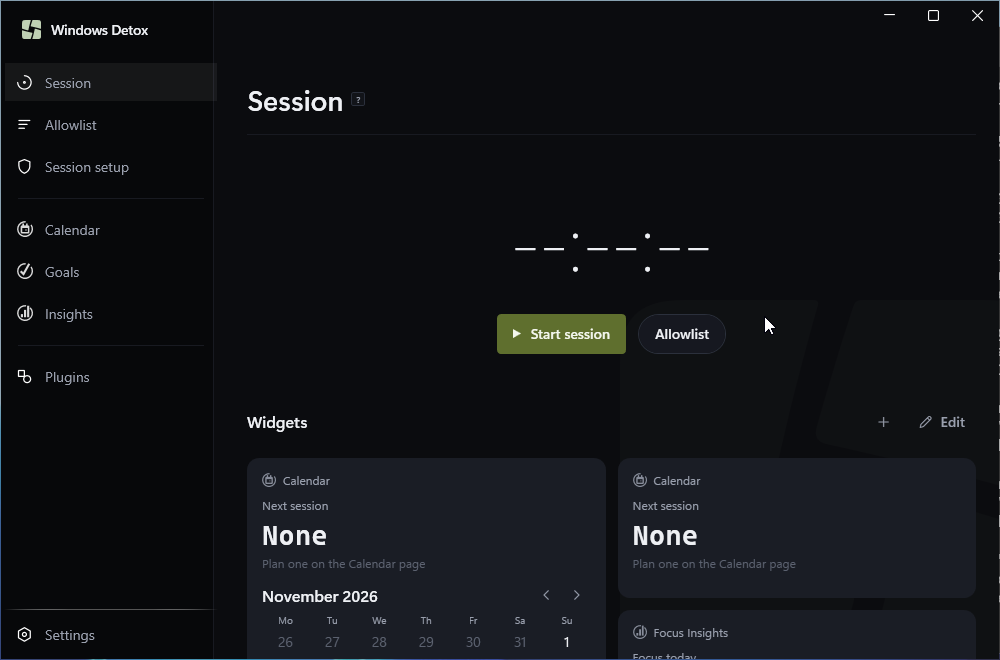 Windows Detox
Session
Allowlist
Session setup
Calendar
Goals
Insights
Plugins
Settings
Session ?
--:--:--
Start session
Allowlist
Widgets
+ Edit
Calendar
Next session
None
Plan one on the Calendar page
November 2026
Mo Tu We Th Fr Sa Su
26 27 28 29 30 31 1
Calendar
Next session
None
Plan one on the Calendar page
Focus Insights
Focus today